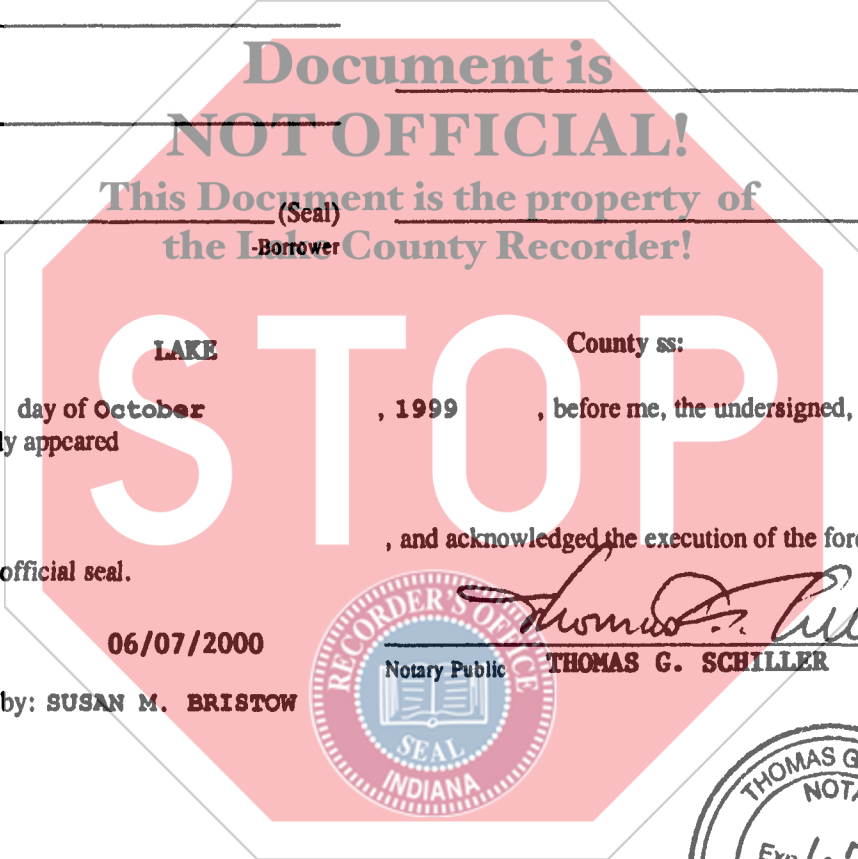 Document is
NOT OFFICIAL!
This Document is the property of
(Seal)
the Lake County Recorder!
-Borrower
STOP
LAKE County ss:
day of October , 1999 , before me, the undersigned,
ly appeared
, and acknowledged the execution of the fore
official seal.
RECORDER'S OFFICE
SEAL
INDIANA
06/07/2000
Notary Public THOMAS G. SCHILLER
by: SUSAN M. BRISTOW
THOMAS G
NOTA
Exp